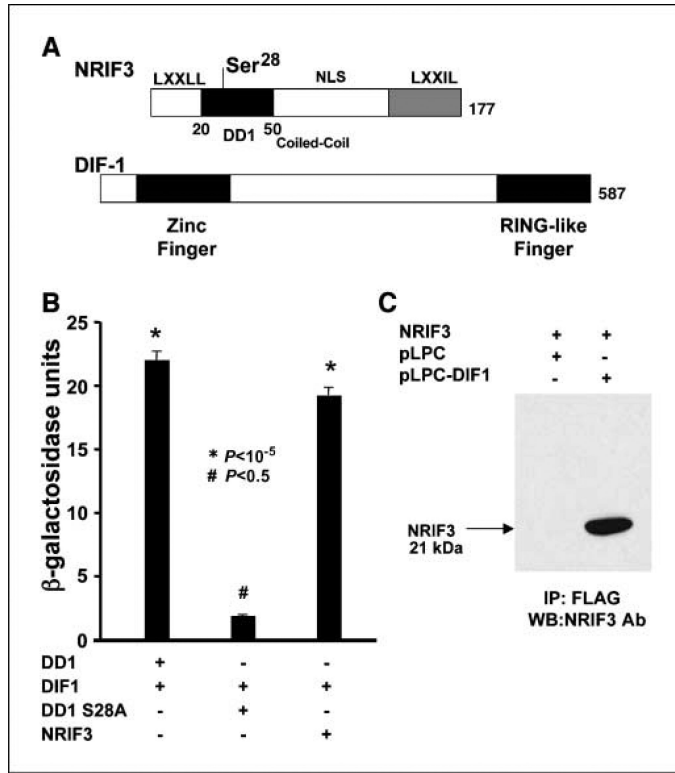 A
NRIF3
Ser28
LXXLL
NLS
LXXIL
177
20
DD1
50
Coiled-Coil
DIF-1
587
Zinc
Finger
RING-like
Finger
B
β-galactosidase units
25
20
15
10
5
0
*
#
*
* P<10-5
# P<0.5
DD1 + - -
DIF1 + + +
DD1 S28A - + -
NRIF3 - - +
C
NRIF3 + +
pLPC + -
pLPC-DIF1 - +
NRIF3
21 kDa
IP: FLAG
WB:NRIF3 Ab